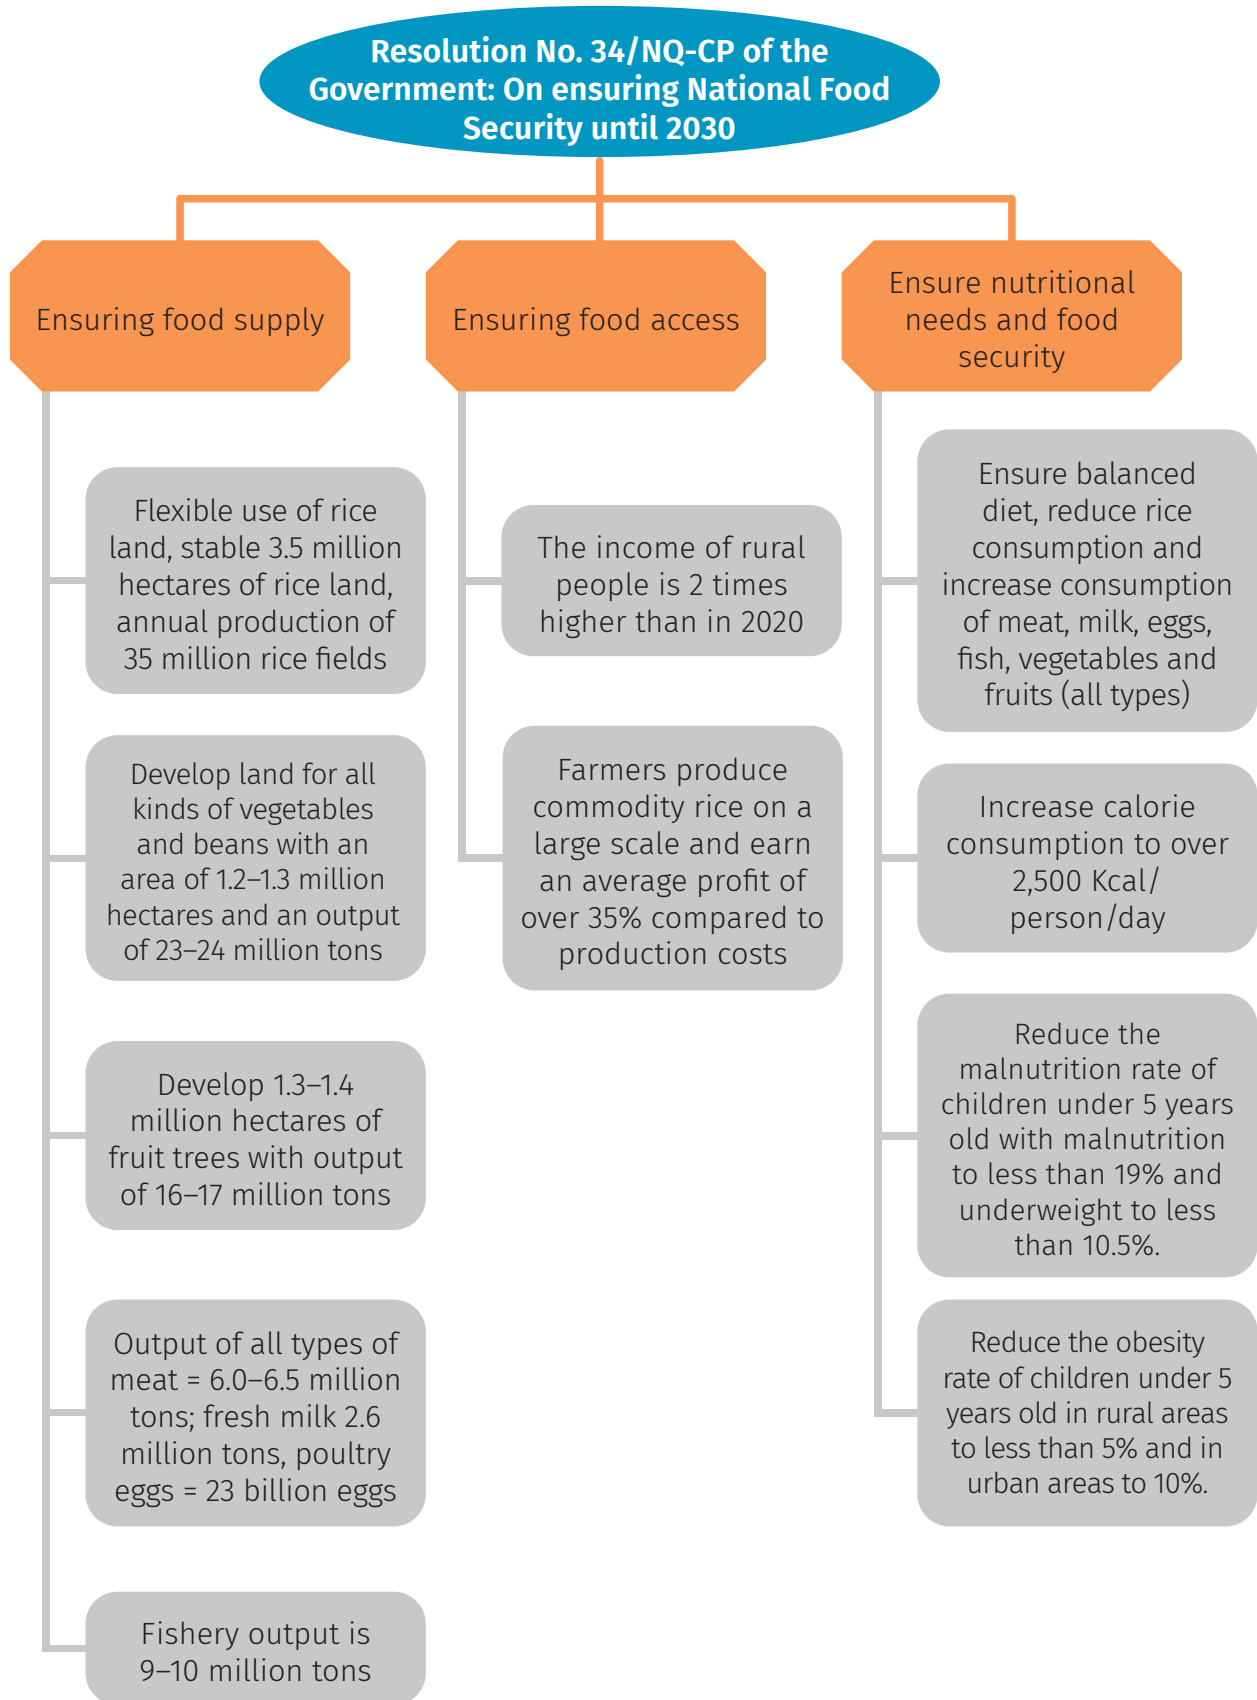 Resolution No. 34/NQ-CP of the
Government: On ensuring National Food
Security until 2030
Ensuring food supply
Flexible use of rice
land, stable 3.5 million
hectares of rice land,
annual production of
35 million rice fields
Develop land for all
kinds of vegetables
and beans with an
area of 1.2–1.3 million
hectares and an output
of 23–24 million tons
Develop 1.3–1.4
million hectares of
fruit trees with output
of 16–17 million tons
Output of all types of
meat = 6.0–6.5 million
tons; fresh milk 2.6
million tons, poultry
eggs = 23 billion eggs
Fishery output is
9–10 million tons
Ensuring food access
The income of rural
people is 2 times
higher than in 2020
Farmers produce
commodity rice on a
large scale and earn
an average profit of
over 35% compared to
production costs
Ensure nutritional
needs and food
security
Ensure balanced
diet, reduce rice
consumption and
increase consumption
of meat, milk, eggs,
fish, vegetables and
fruits (all types)
Increase calorie
consumption to over
2,500 Kcal/
person/day
Reduce the
malnutrition rate of
children under 5 years
old with malnutrition
to less than 19% and
underweight to less
than 10.5%.
Reduce the obesity
rate of children under 5
years old in rural areas
to less than 5% and in
urban areas to 10%.